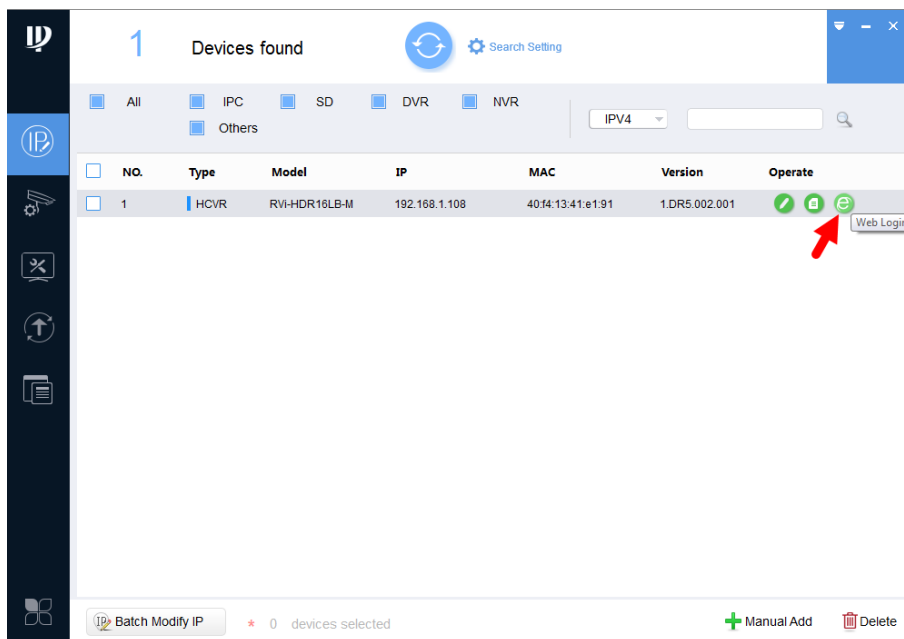 1 Devices found Search Setting
All IPC SD DVR NVR
Others
IPV4
NO. Type Model IP MAC Version Operate
1 HCVR RVi-HDR16LB-M 192.168.1.108 40:f4:13:41:e1:91 1.DR5.002.001
Web Login
Batch Modify IP * 0 devices selected Manual Add Delete